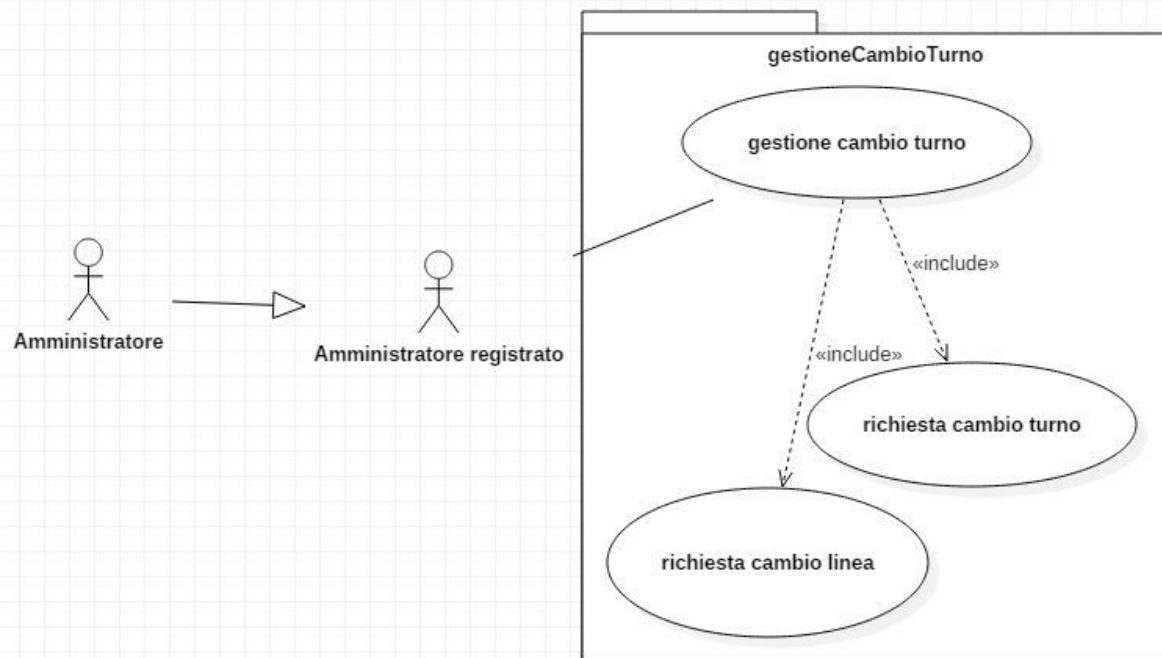 gestioneCambioTurno
gestione cambio turno
«include»
Amministratore
Amministratore registrato
«include»
richiesta cambio turno
richiesta cambio linea